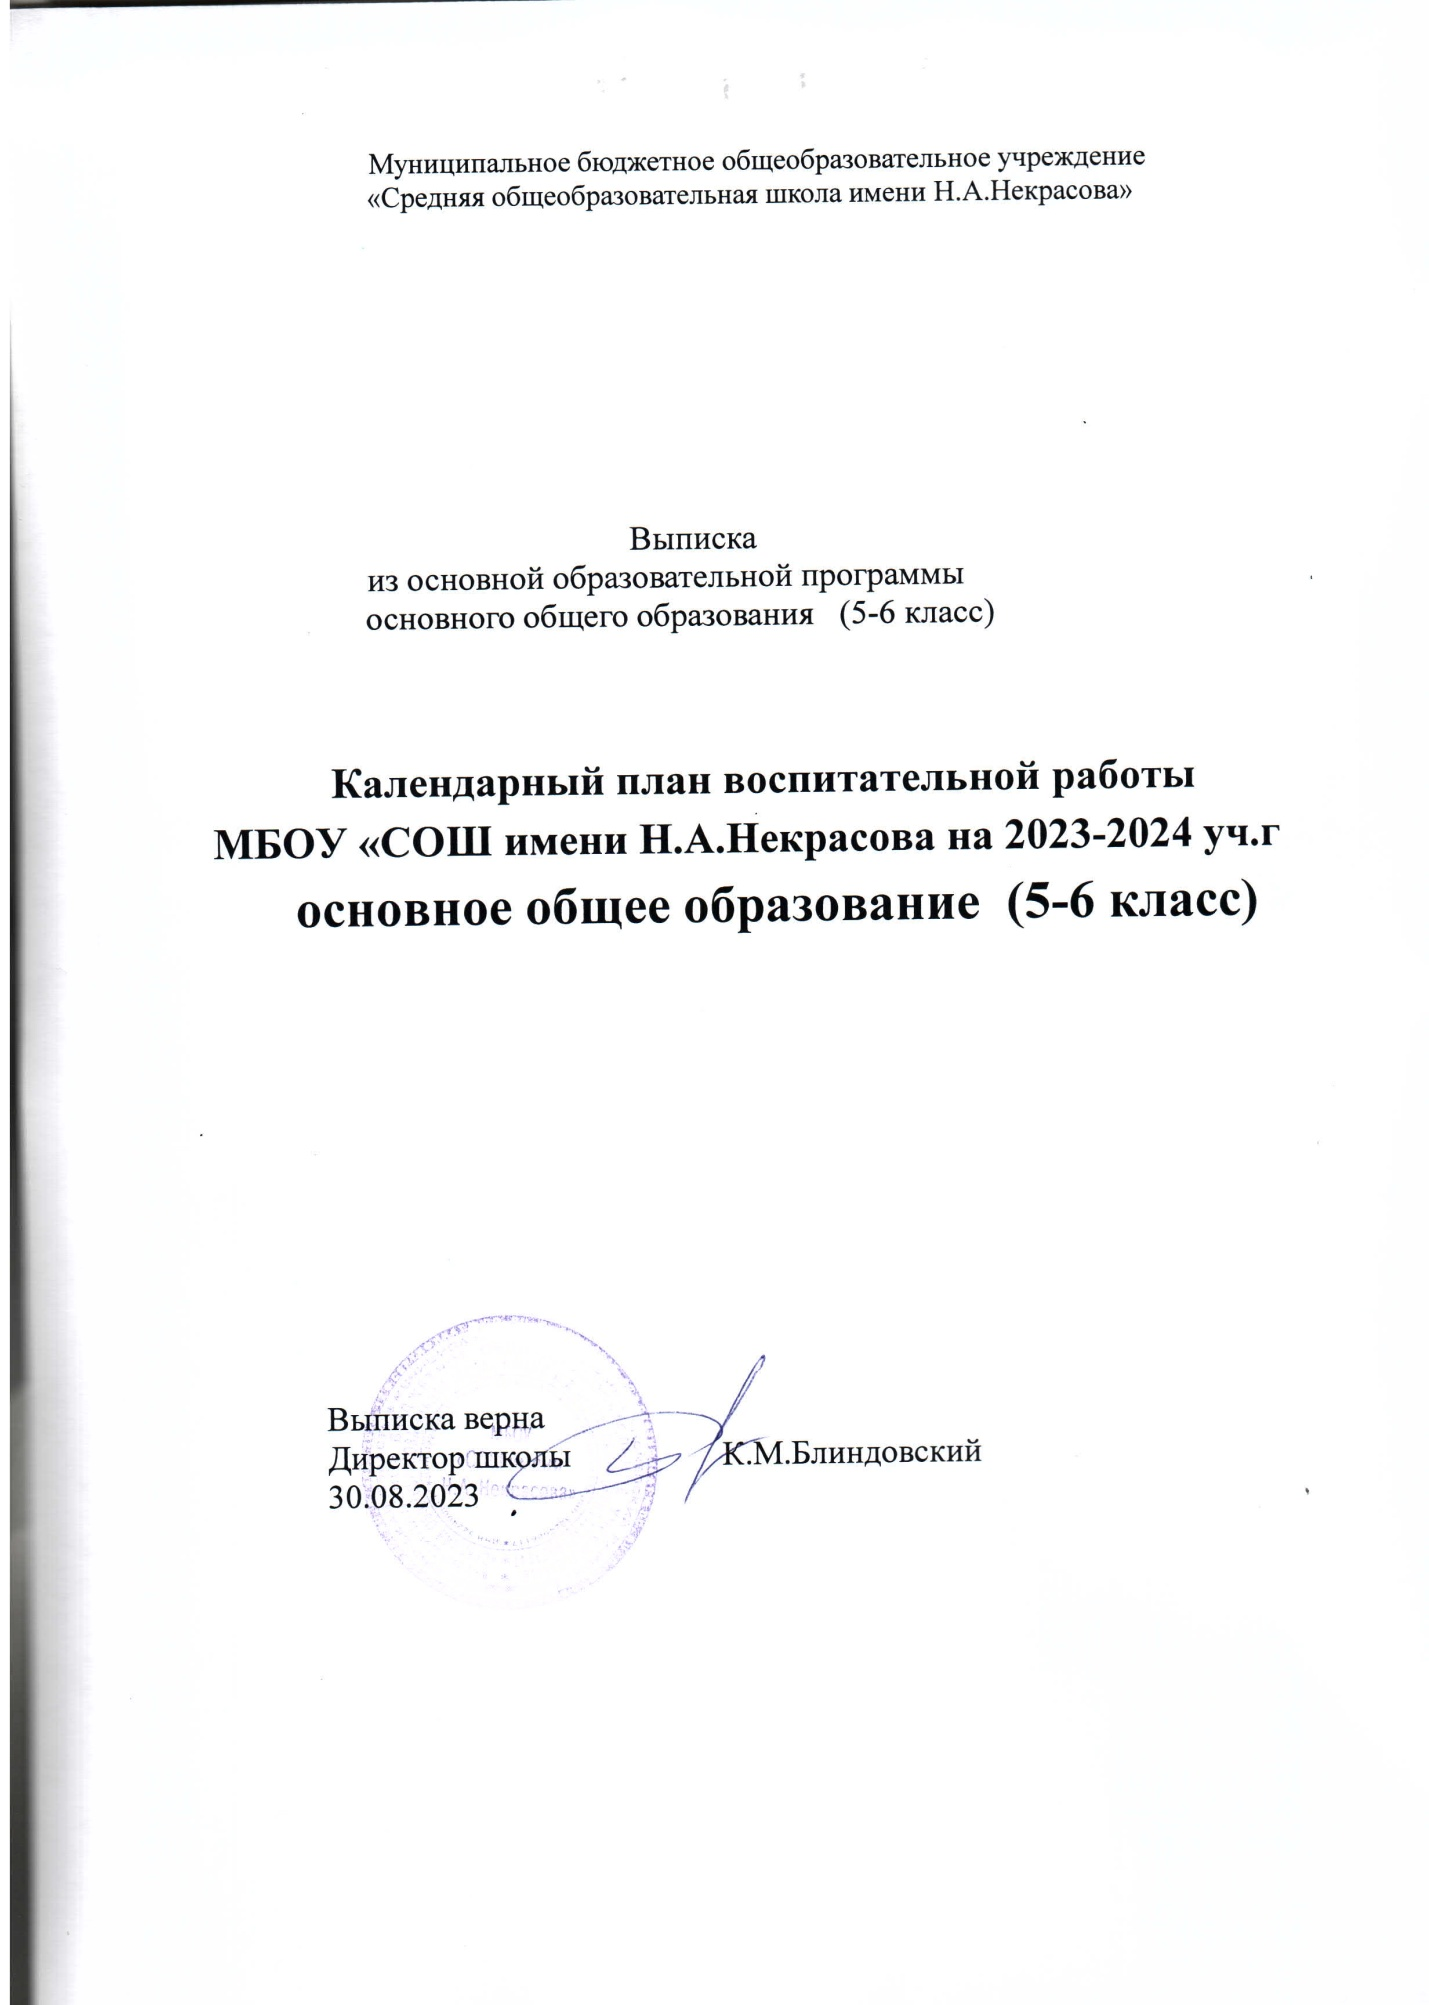 Муниципальное бюджетное общеобразовательное учреждение
«Средняя общеобразовательная школа имени Н.А.Некрасова»
Выписка
из основной образовательной программы
основного общего образования (5-6 класс)
Календарный план воспитательной работы
МБОУ «СОШ имени Н.А.Некрасова на 2023-2024 уч.г
основное общее образование (5-6 класс)
Выписка верна
Директор школы К.М.Блиндовский
30.08.2023
Некрасова»